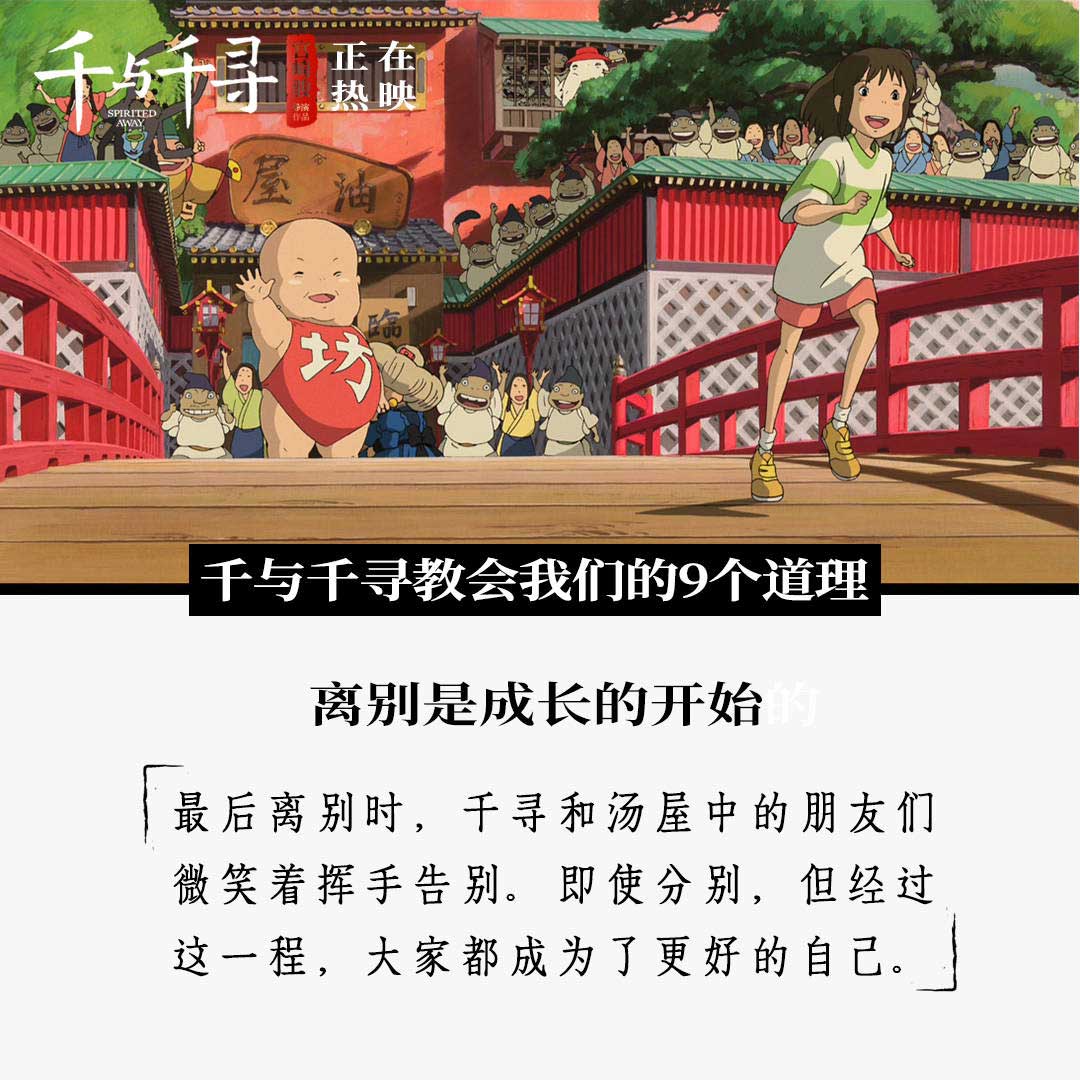 千与千寻
SPIRITED
AWAY
宫崎骏
导演
作品
正在
热映
油屋
坊
千与千寻教会我们的9个道理
离别是成长的开始的
最后离别时，千寻和汤屋中的朋友们
微笑着挥手告别。即使分别，但经过
这一程，大家都成为了更好的自己。